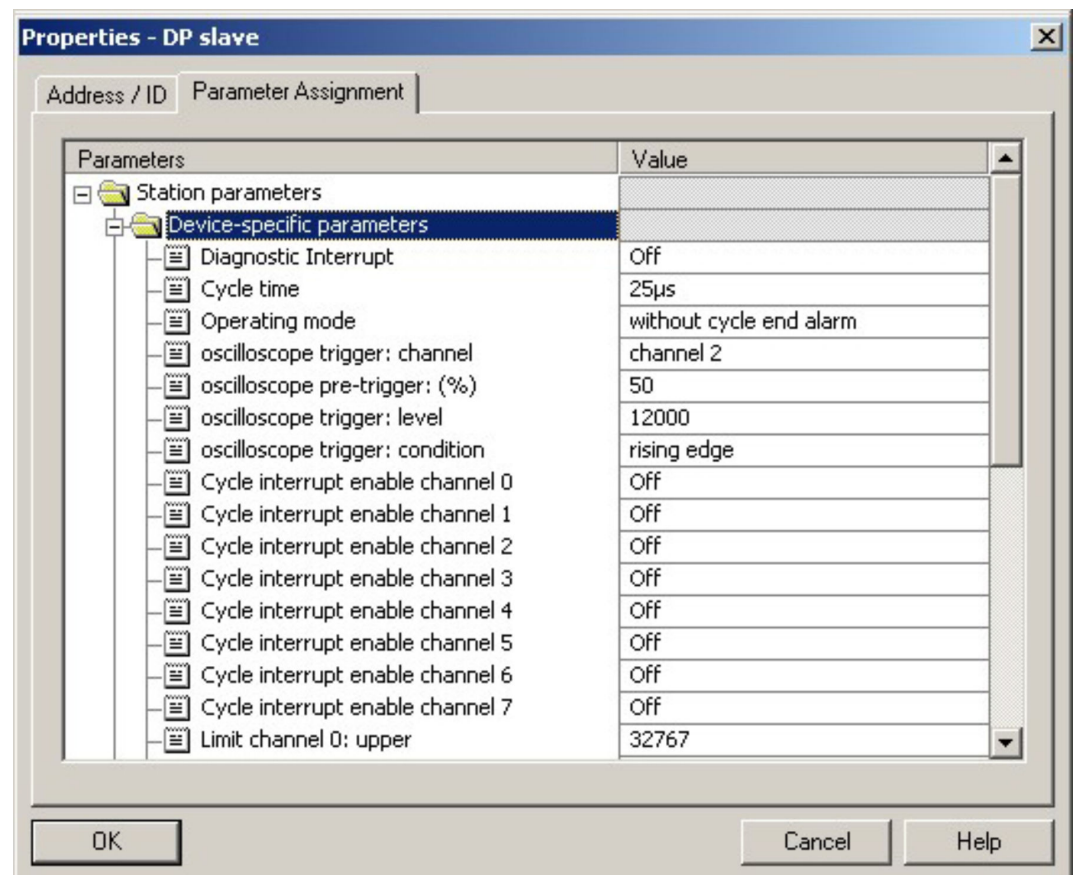 Properties - DP slave
Address / ID Parameter Assignment
Parameters Value
Station parameters
Device-specific parameters
Diagnostic Interrupt Off
Cycle time 25µs
Operating mode without cycle end alarm
oscilloscope trigger: channel channel 2
oscilloscope pre-trigger: (%) 50
oscilloscope trigger: level 12000
oscilloscope trigger: condition rising edge
Cycle interrupt enable channel 0 Off
Cycle interrupt enable channel 1 Off
Cycle interrupt enable channel 2 Off
Cycle interrupt enable channel 3 Off
Cycle interrupt enable channel 4 Off
Cycle interrupt enable channel 5 Off
Cycle interrupt enable channel 6 Off
Cycle interrupt enable channel 7 Off
Limit channel 0: upper 32767
OK Cancel Help